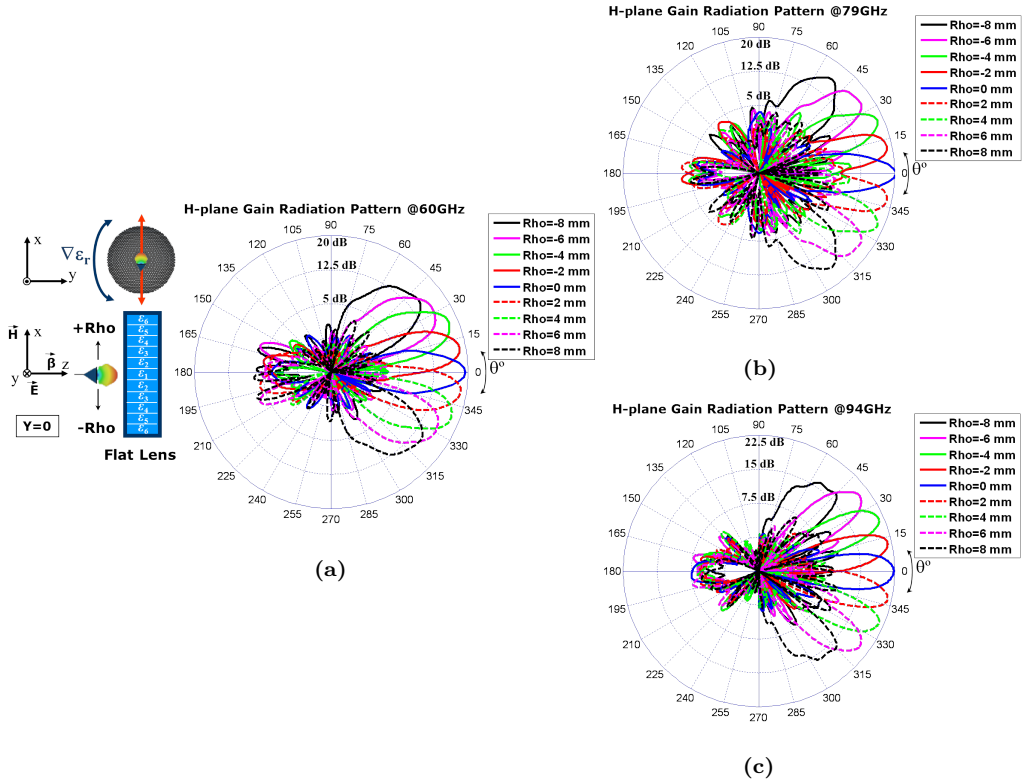 H-plane Gain Radiation Pattern @79GHz
90
105
75
120
60
135
45
150
30
165
15
180
0
195
345
210
330
225
315
240
300
255
285
270
20 dB
12.5 dB
5 dB
θº
Rho=-8 mm
Rho=-6 mm
Rho=-4 mm
Rho=-2 mm
Rho=0 mm
Rho=2 mm
Rho=4 mm
Rho=6 mm
Rho=8 mm
(b)
x
y
∇εr
H
x
y
E
β
z
Y=0
+Rho
-Rho
ε6
ε5
ε4
ε3
ε2
ε1
ε2
ε3
ε4
ε5
ε6
Flat Lens
H-plane Gain Radiation Pattern @60GHz
90
105
75
120
60
135
45
150
30
165
15
180
0
195
345
210
330
225
315
240
300
255
285
270
20 dB
12.5 dB
5 dB
θº
Rho=-8 mm
Rho=-6 mm
Rho=-4 mm
Rho=-2 mm
Rho=0 mm
Rho=2 mm
Rho=4 mm
Rho=6 mm
Rho=8 mm
(a)
H-plane Gain Radiation Pattern @94GHz
90
105
75
120
60
135
45
150
30
165
15
180
0
195
345
210
330
225
315
240
300
255
285
270
22.5 dB
15 dB
7.5 dB
θº
Rho=-8 mm
Rho=-6 mm
Rho=-4 mm
Rho=-2 mm
Rho=0 mm
Rho=2 mm
Rho=4 mm
Rho=6 mm
Rho=8 mm
(c)